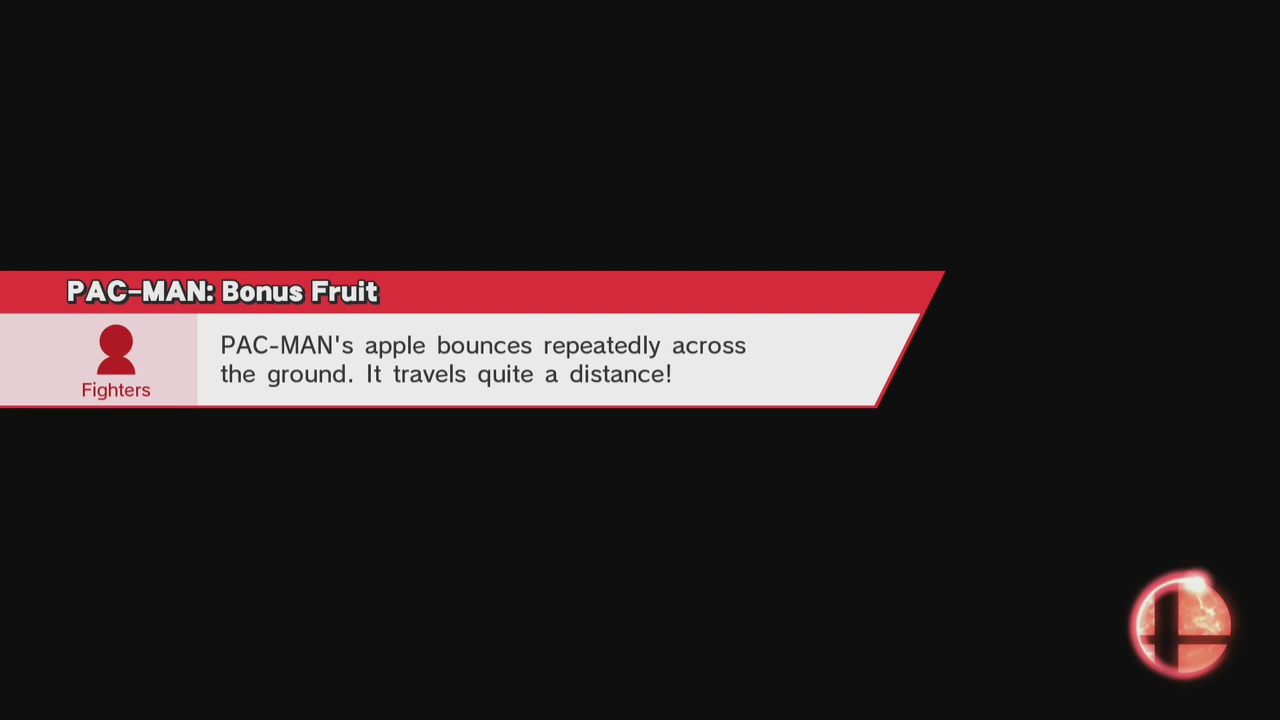 PAC-MAN: Bonus Fruit
Fighters
PAC-MAN's apple bounces repeatedly across
the ground. It travels quite a distance!